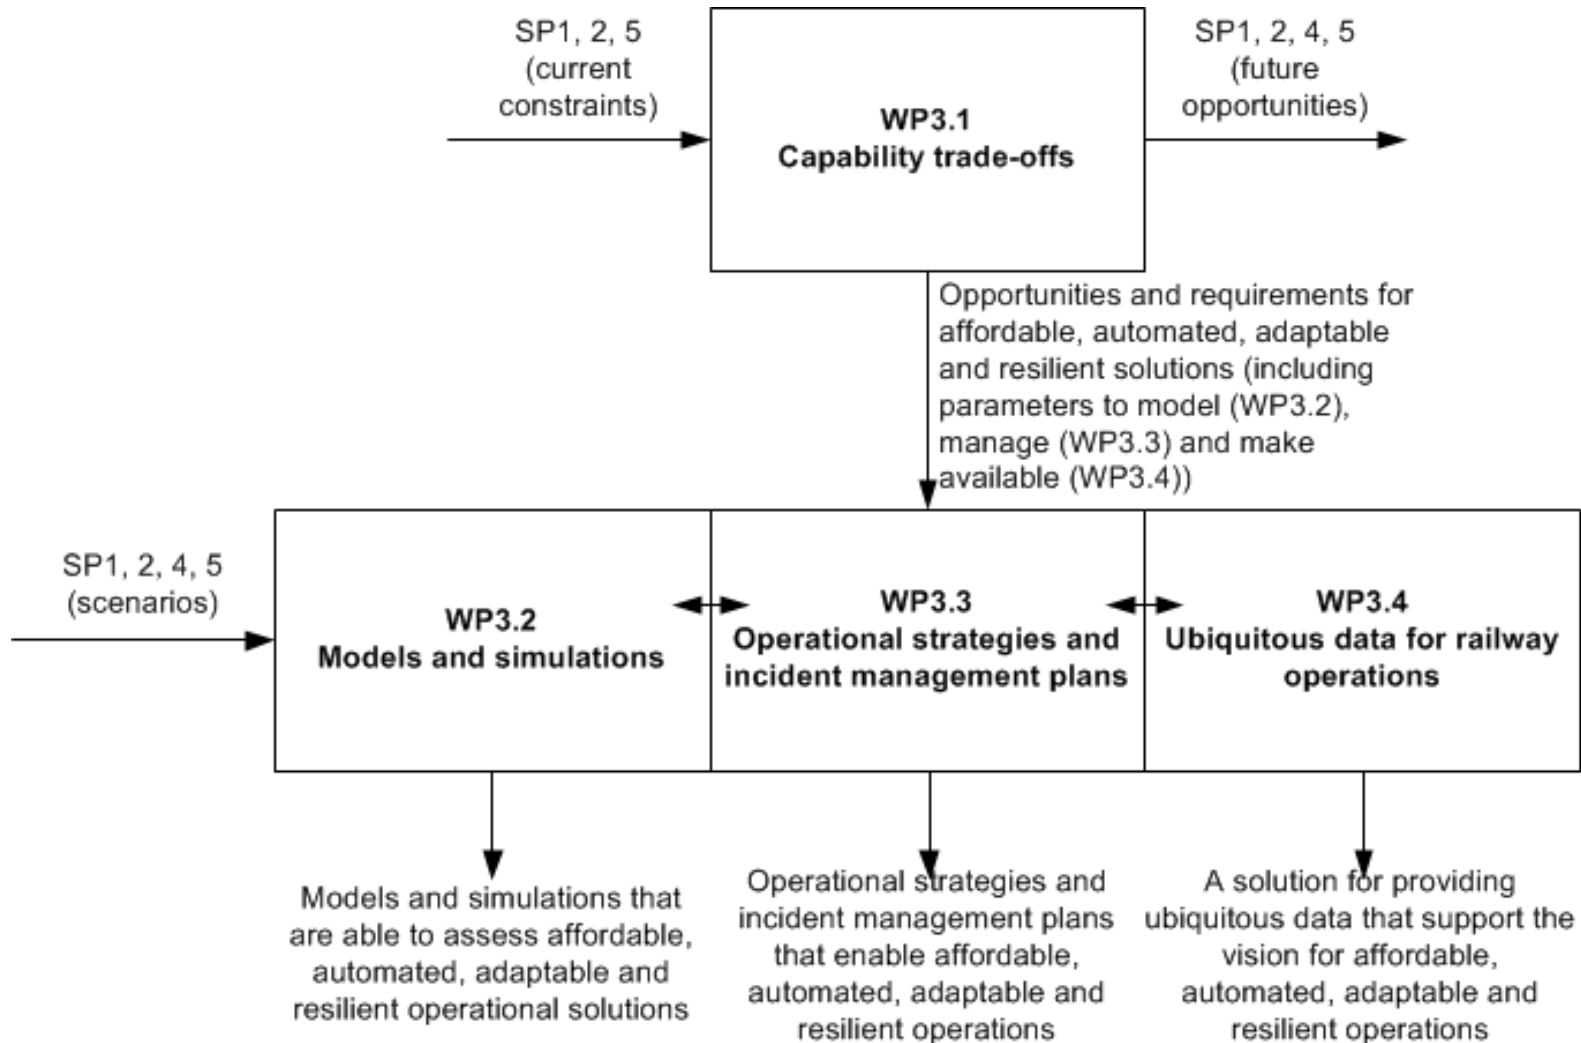 SP1, 2, 5
(current
constraints)
WP3.1
Capability trade-offs
SP1, 2, 4, 5
(future
opportunities)
Opportunities and requirements for
affordable, automated, adaptable
and resilient solutions (including
parameters to model (WP3.2),
manage (WP3.3) and make
available (WP3.4))
SP1, 2, 4, 5
(scenarios)
WP3.2
Models and simulations
WP3.3
Operational strategies and
incident management plans
WP3.4
Ubiquitous data for railway
operations
Models and simulations that
are able to assess affordable,
automated, adaptable and
resilient operational solutions
Operational strategies and
incident management plans
that enable affordable,
automated, adaptable and
resilient operations
A solution for providing
ubiquitous data that support the
vision for affordable,
automated, adaptable and
resilient operations